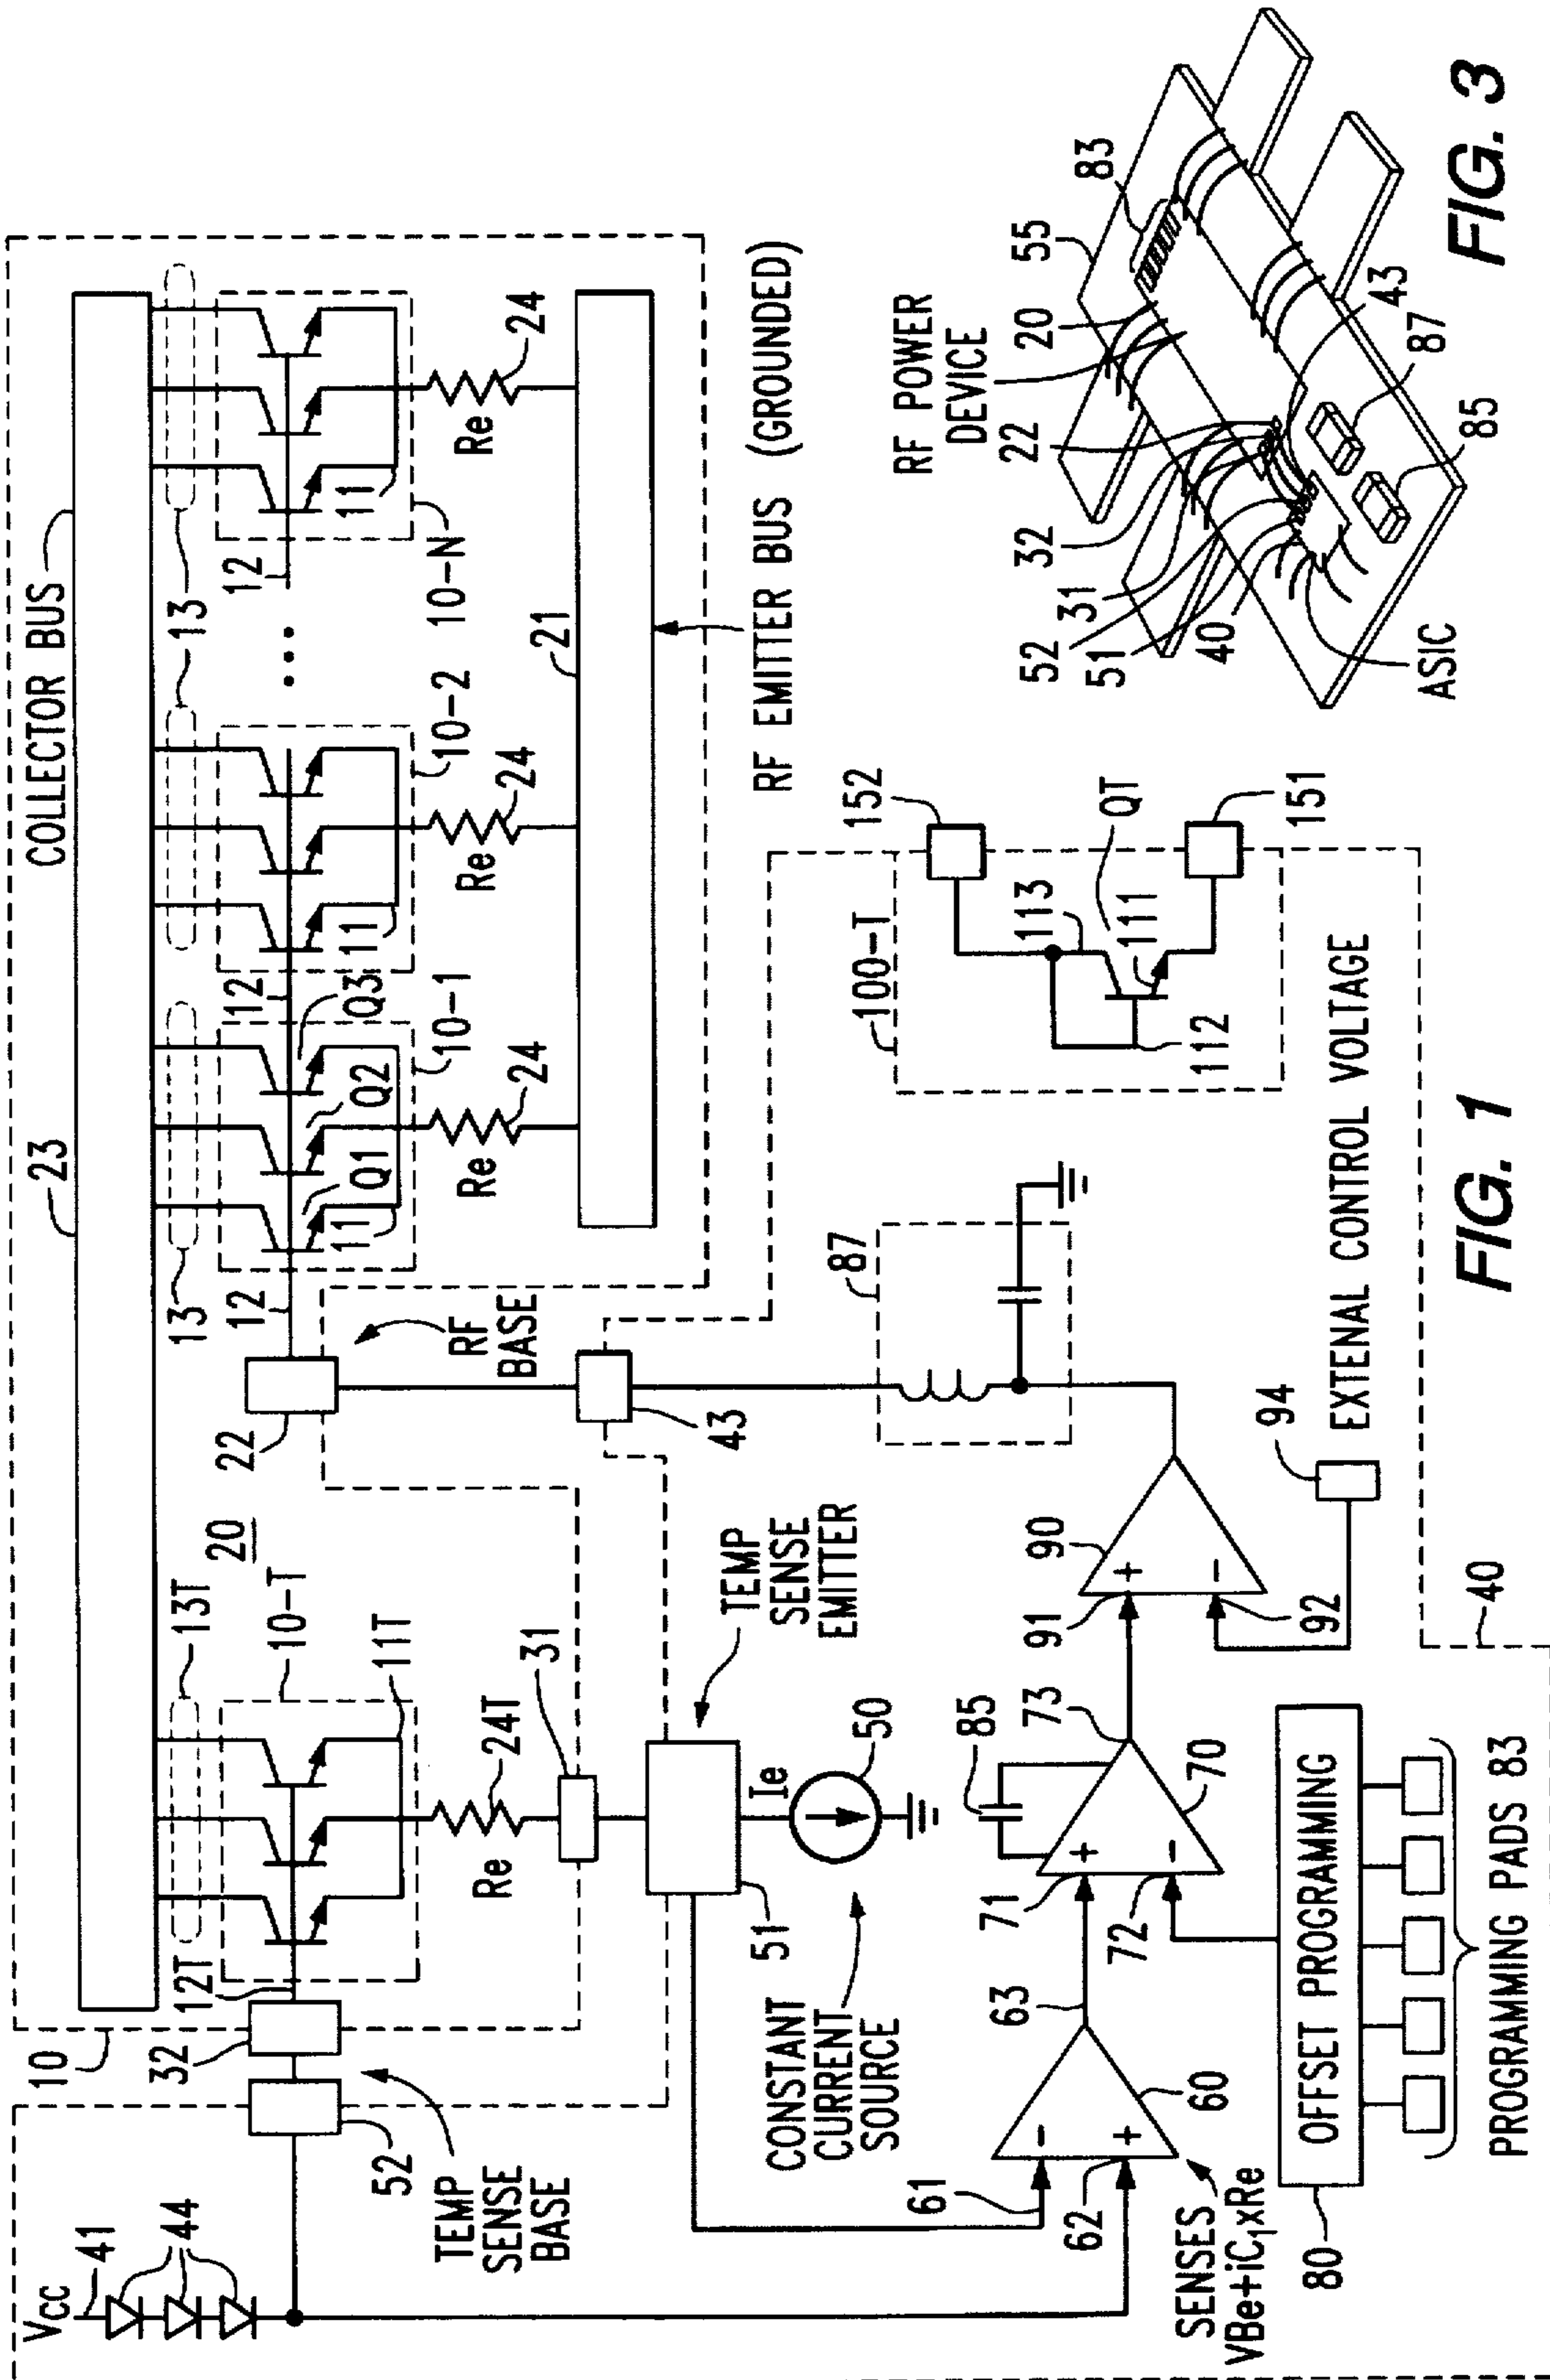 COLLECTOR BUS
23
13T
13
13
13
10
32
12T
10-T
11T
20
22
12
Q1
Q2
Q3
11
10-1
12
11
10-2
...
12
11
10-N
Re
24T
31
Re
24
Re
24
Re
24
21
RF EMITTER BUS (GROUNDED)
RF
BASE
Vcc
41
44
52
TEMP
SENSE
BASE
51
TEMP
SENSE
EMITTER
Ie
50
CONSTANT
CURRENT
SOURCE
43
87
100-T
113
152
QT
111
112
151
61
62
-
+
60
63
SENSES
VBe+iC1xRe
71
72
+
-
70
73
85
91
92
+
-
90
94
EXTENAL CONTROL VOLTAGE
40
80
OFFSET PROGRAMMING
PROGRAMMING PADS 83
FIG. 1
RF POWER
DEVICE
20
55
83
22
32
31
52
51
40
ASIC
43
87
85
FIG. 3